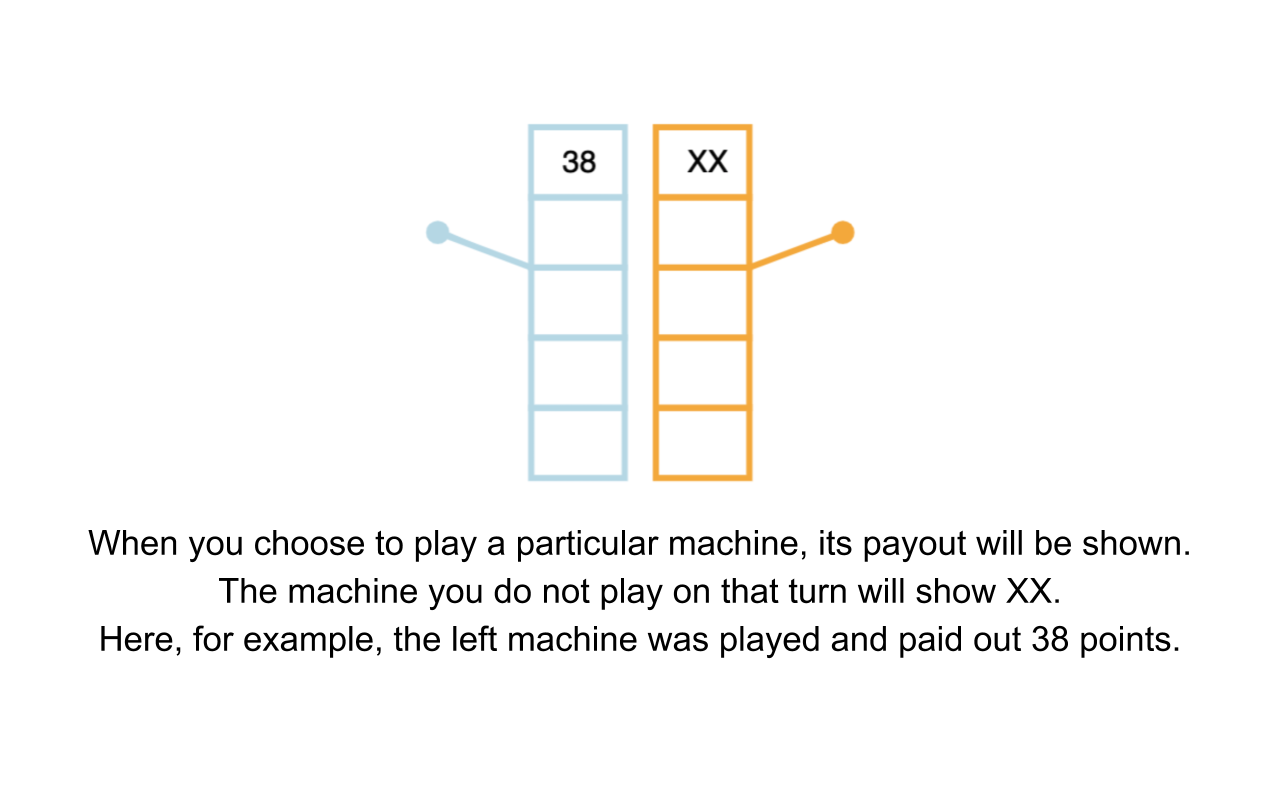 38 XX
When you choose to play a particular machine, its payout will be shown.
The machine you do not play on that turn will show XX.
Here, for example, the left machine was played and paid out 38 points.